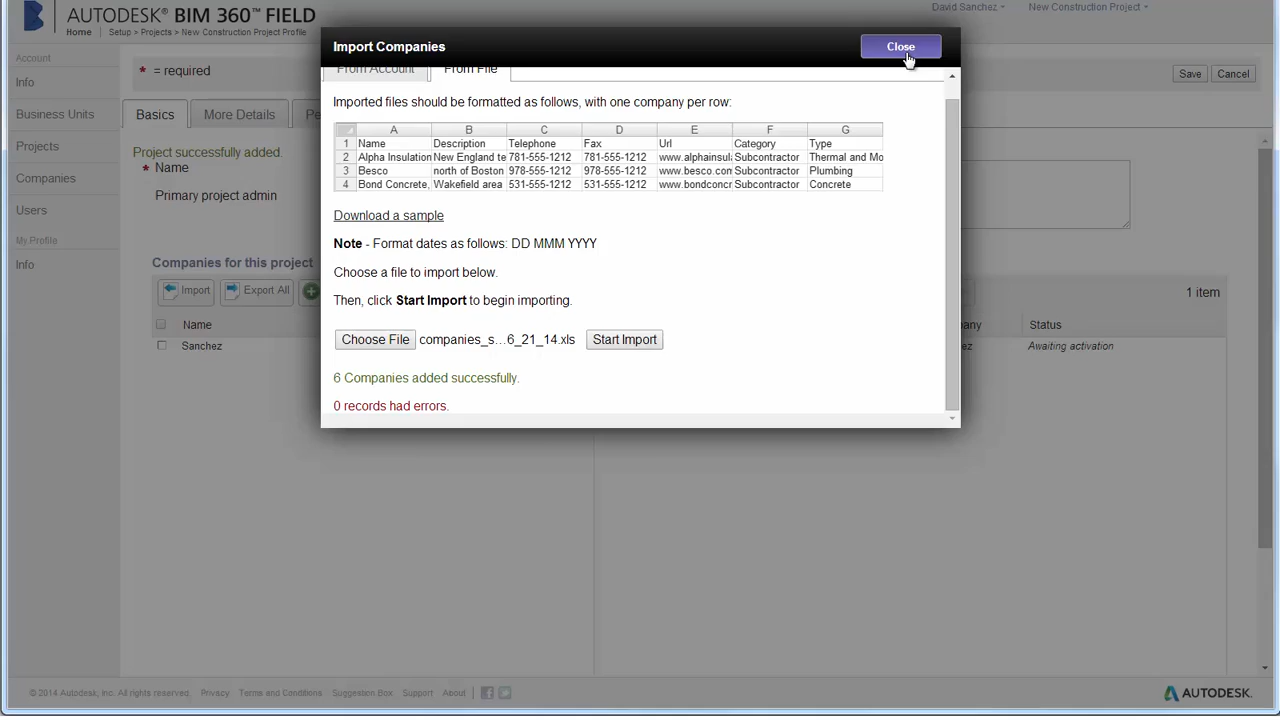 AUTODESK® BIM 360™ FIELD
David Sanchez
New Construction Project
Home
Setup > Projects > New Construction Project Profile
Import Companies
Close
Account
Info
Business Units
Projects
Companies
Users
My Profile
Info
* = required
Save
Cancel
Basics
More Details
Pe
Project successfully added.
* Name
Primary project admin
Companies for this project
Import
Export All
Name
Sanchez
1 item
any
Status
ez
Awaiting activation
From Account
From File
Imported files should be formatted as follows, with one company per row:
A B C D E F G
1 Name Description Telephone Fax Url Category Type
2 Alpha Insulation New England te 781-555-1212 781-555-1212 www.alphainsul Subcontractor Thermal and Mo
3 Besco north of Boston 978-555-1212 978-555-1212 www.besco.con Subcontractor Plumbing
4 Bond Concrete, Wakefield area 531-555-1212 531-555-1212 www.bondconc Subcontractor Concrete
Download a sample
Note - Format dates as follows: DD MMM YYYY
Choose a file to import below.
Then, click Start Import to begin importing.
Choose File companies_s...6_21_14.xls Start Import
6 Companies added successfully.
0 records had errors.
© 2014 Autodesk, Inc. All rights reserved. Privacy Terms and Conditions Suggestion Box Support About
AUTODESK.